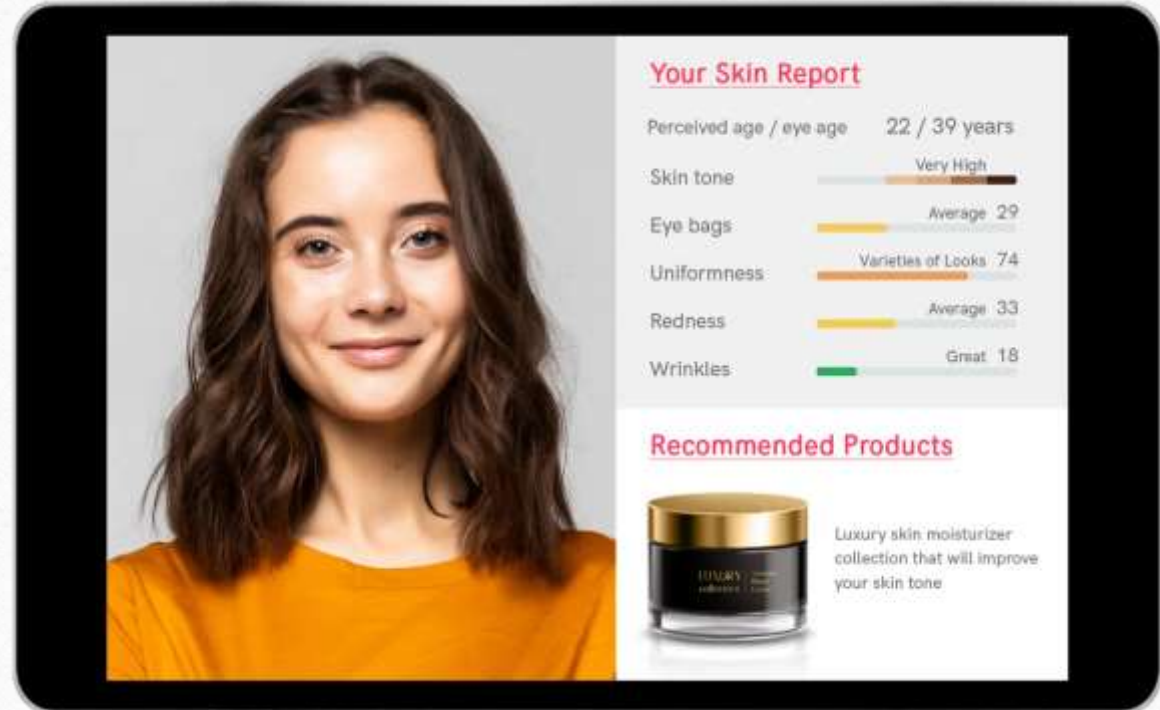 Your Skin Report
Perceived age / eye age 22 / 39 years
Very High
Skin tone
Average 29
Eye bags
Varieties of Looks 74
Uniformness
Average 33
Redness
Great 18
Wrinkles
Recommended Products
Luxury skin moisturizer
collection that will improve
your skin tone
LUXURY